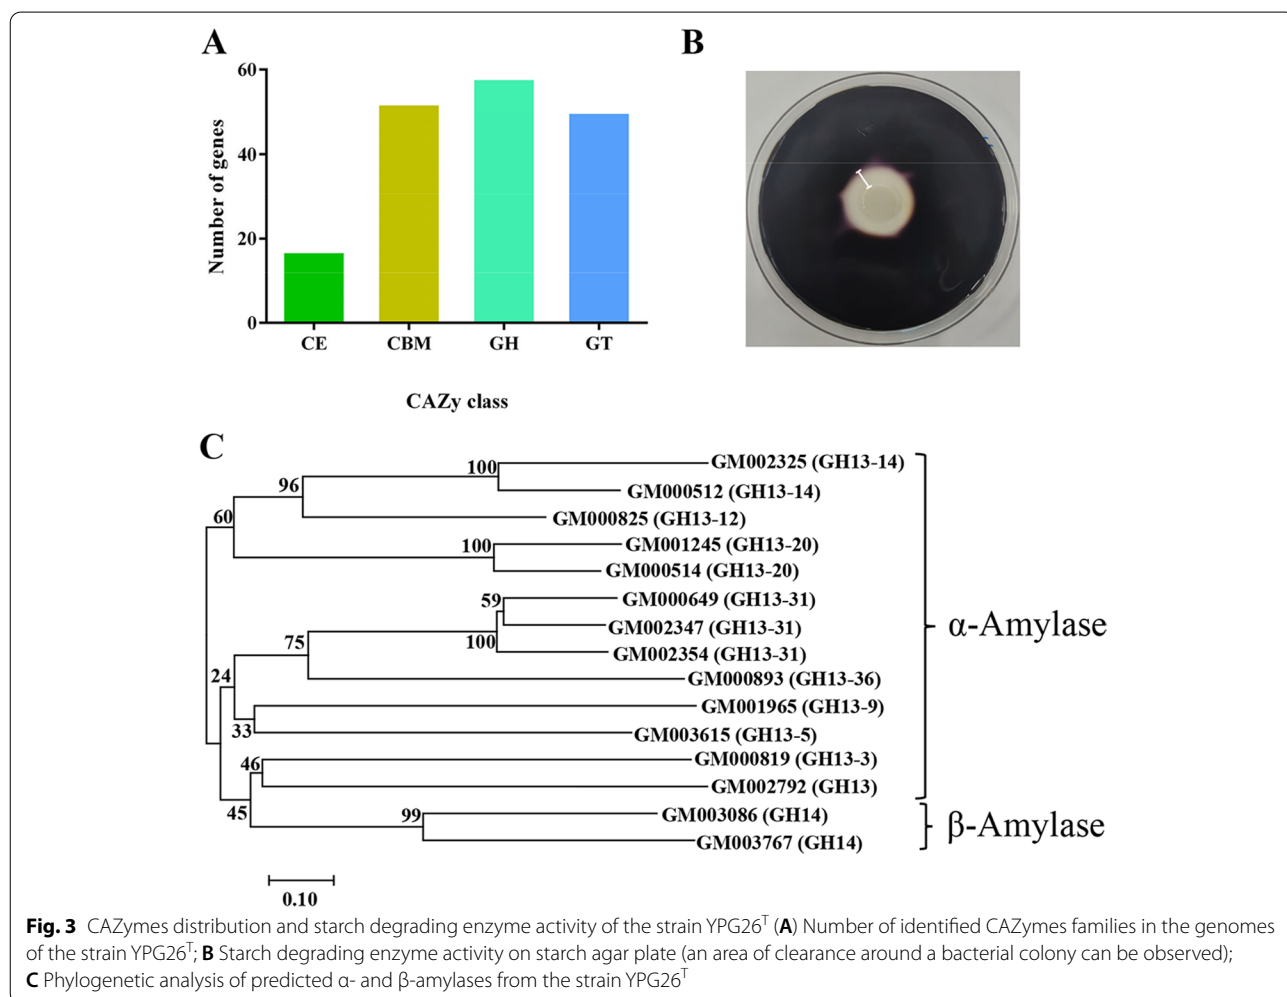 A
B
60
40
20
0
Number of genes
CE CBM GH GT
CAZy class
C
GM002325 (GH13-14)
GM000512 (GH13-14)
GM000825 (GH13-12)
GM001245 (GH13-20)
GM000514 (GH13-20)
GM000649 (GH13-31)
GM002347 (GH13-31)
GM002354 (GH13-31)
GM000893 (GH13-36)
GM001965 (GH13-9)
GM003615 (GH13-5)
GM000819 (GH13-3)
GM002792 (GH13)
GM003086 (GH14)
GM003767 (GH14)
100
96
60
100
59
100
75
24
33
46
45
99
α-Amylase
β-Amylase
0.10
Fig. 3 CAZymes distribution and starch degrading enzyme activity of the strain YPG26ᵀ (A) Number of identified CAZymes families in the genomes
of the strain YPG26ᵀ; B Starch degrading enzyme activity on starch agar plate (an area of clearance around a bacterial colony can be observed);
C Phylogenetic analysis of predicted α- and β-amylases from the strain YPG26ᵀ